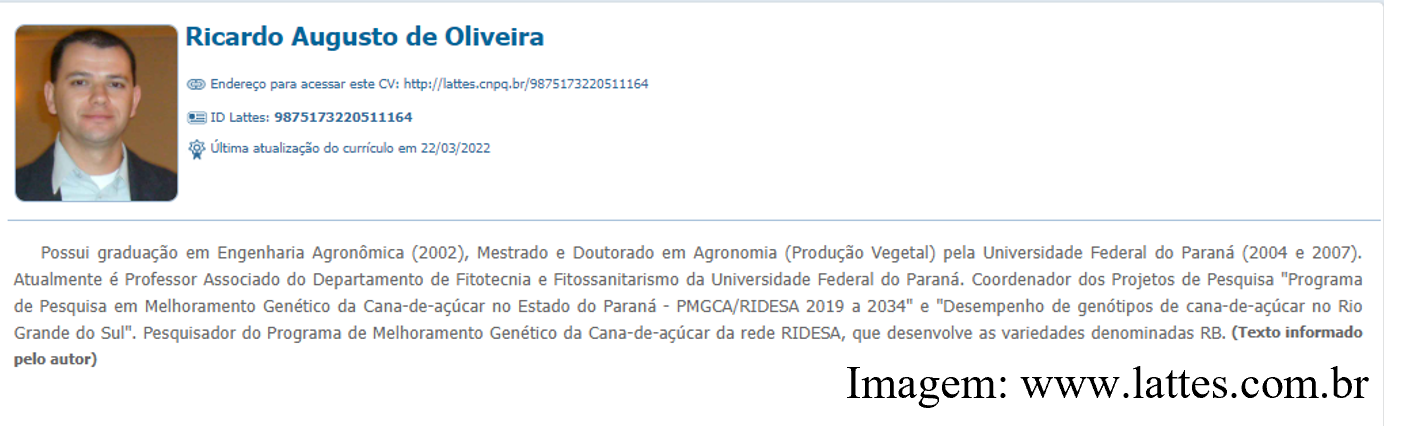 Ricardo Augusto de Oliveira
Endereço para acessar este CV: http://lattes.cnpq.br/9875173220511164
ID Lattes: 9875173220511164
Última atualização do currículo em 22/03/2022
Possui graduação em Engenharia Agronômica (2002), Mestrado e Doutorado em Agronomia (Produção Vegetal) pela Universidade Federal do Paraná (2004 e 2007).
Atualmente é Professor Associado do Departamento de Fitotecnia e Fitossanitarismo da Universidade Federal do Paraná. Coordenador dos Projetos de Pesquisa "Programa
de Pesquisa em Melhoramento Genético da Cana-de-açúcar no Estado do Paraná - PMGCA/RIDESA 2019 a 2034" e "Desempenho de genótipos de cana-de-açúcar no Rio
Grande do Sul". Pesquisador do Programa de Melhoramento Genético da Cana-de-açúcar da rede RIDESA, que desenvolve as variedades denominadas RB. (Texto informado
pelo autor)
Imagem: www.lattes.com.br